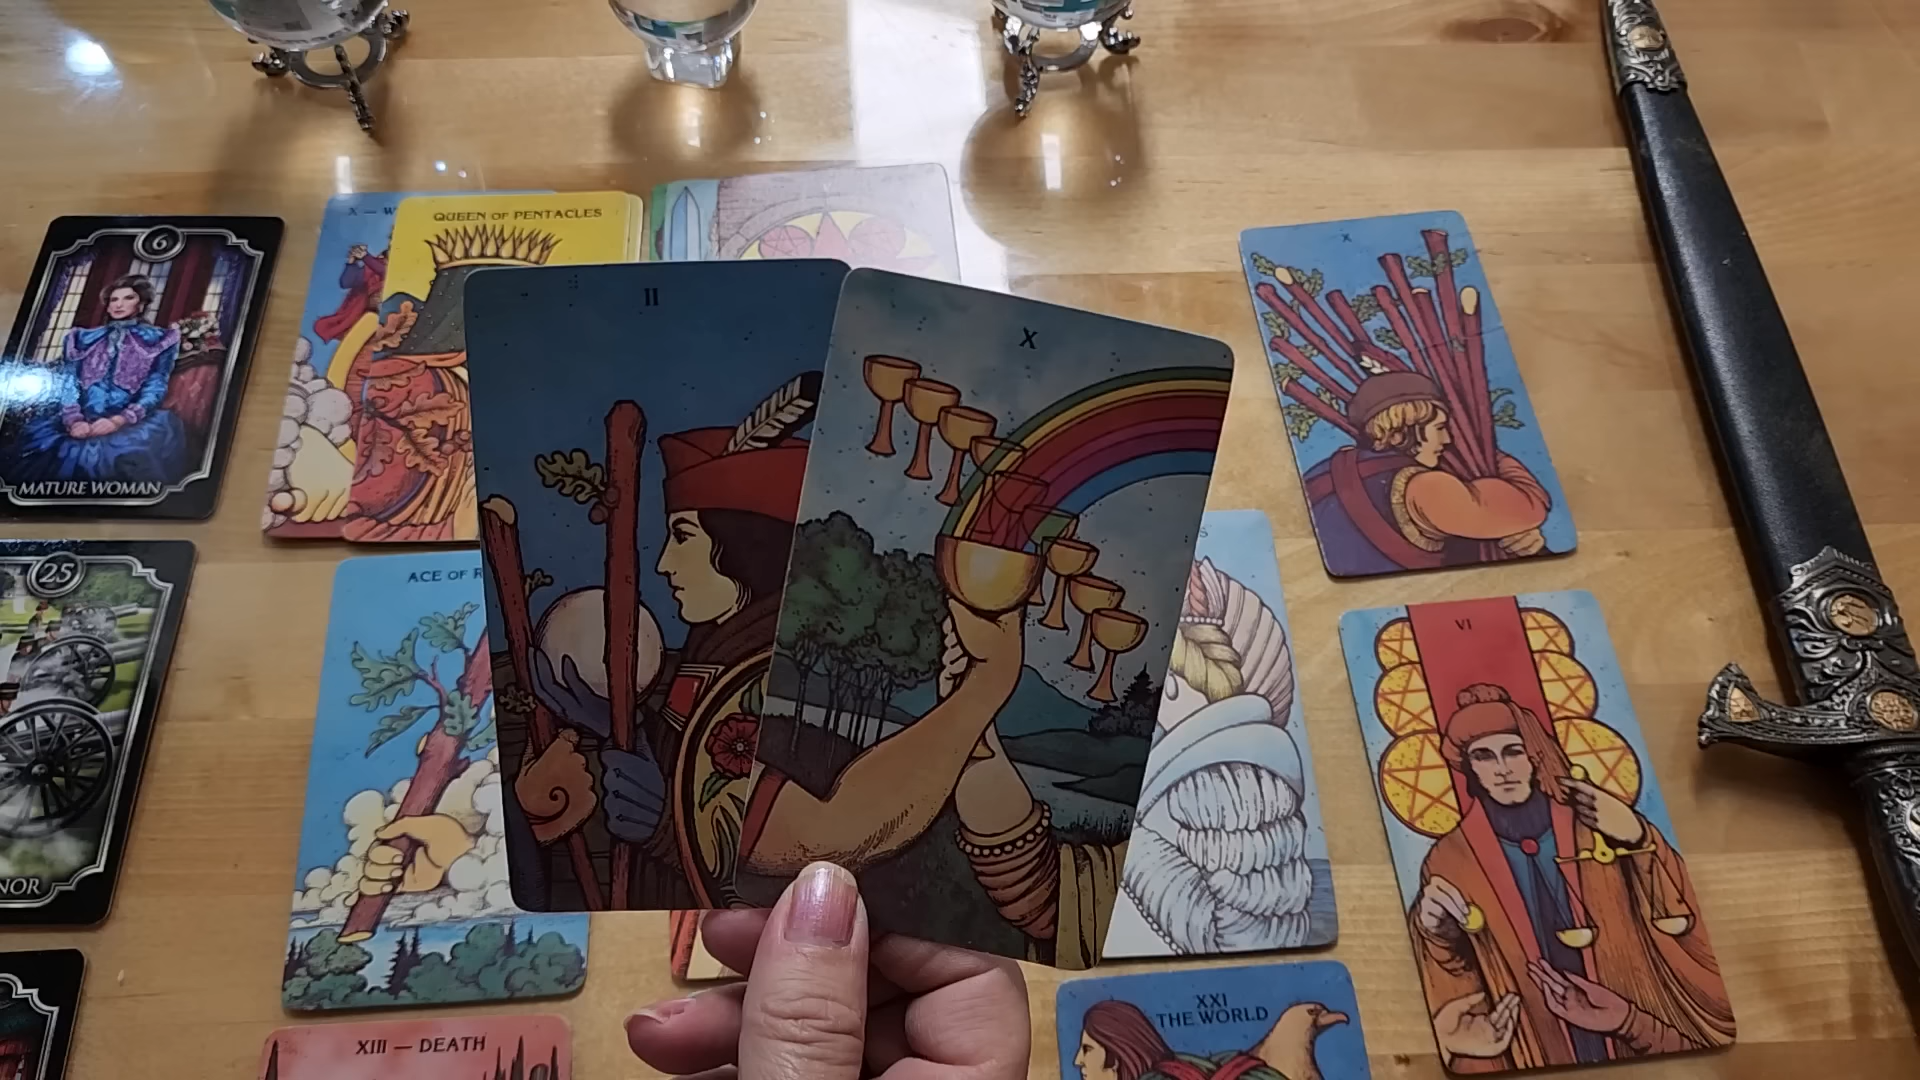 6
MATURE WOMAN
X — W
QUEEN OF PENTACLES
II
X
X
25
NOR
ACE OF R
S
VI
XIII — DEATH
XXI
THE WORLD